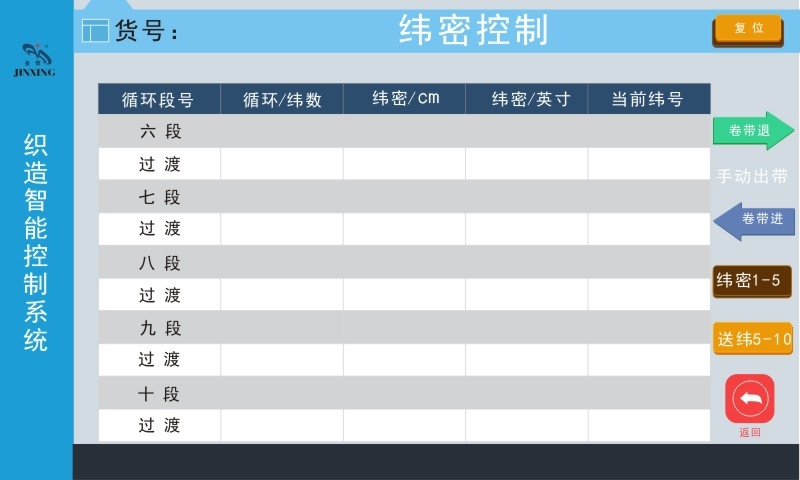 货号：
纬密控制
复位
JINXING
织造智能控制系统
循环段号 循环/纬数 纬密/cm 纬密/英寸 当前纬号
六段
过渡
七段
过渡
八段
过渡
九段
过渡
十段
过渡
卷带退
手动出带
卷带进
纬密1-5
送纬5-10
返回